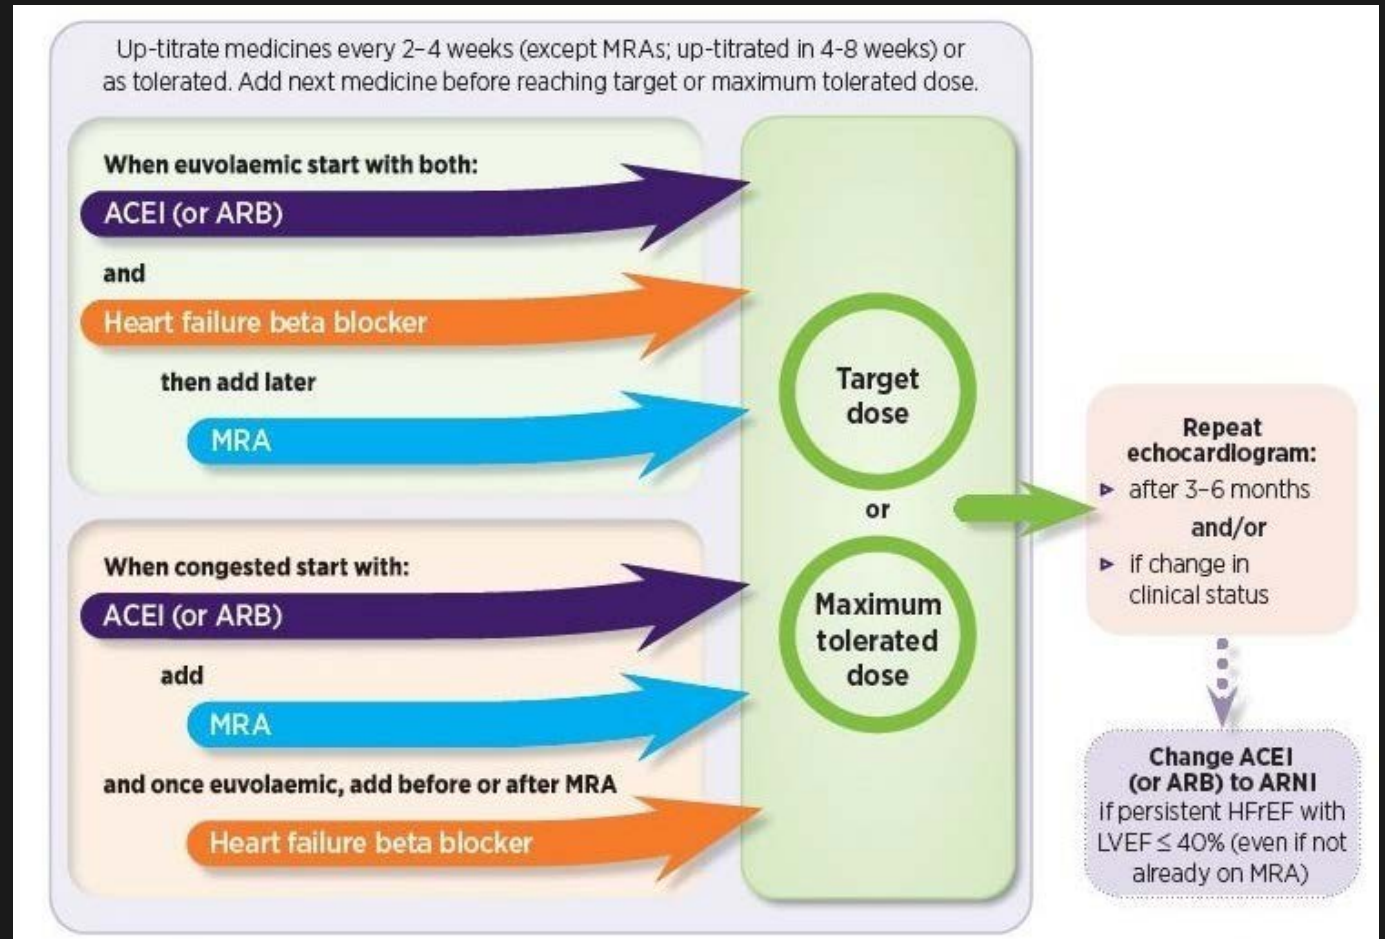 Up-titrate medicines every 2–4 weeks (except MRAs; up-titrated in 4-8 weeks) or
as tolerated. Add next medicine before reaching target or maximum tolerated dose.
When euvolaemic start with both:
ACEI (or ARB)
and
Heart failure beta blocker
then add later
MRA
When congested start with:
ACEI (or ARB)
add
MRA
and once euvolaemic, add before or after MRA
Heart failure beta blocker
Target
dose
or
Maximum
tolerated
dose
Repeat
echocardiogram:
after 3–6 months
and/or
if change in
clinical status
Change ACEI
(or ARB) to ARNI
if persistent HFrEF with
LVEF ≤ 40% (even if not
already on MRA)